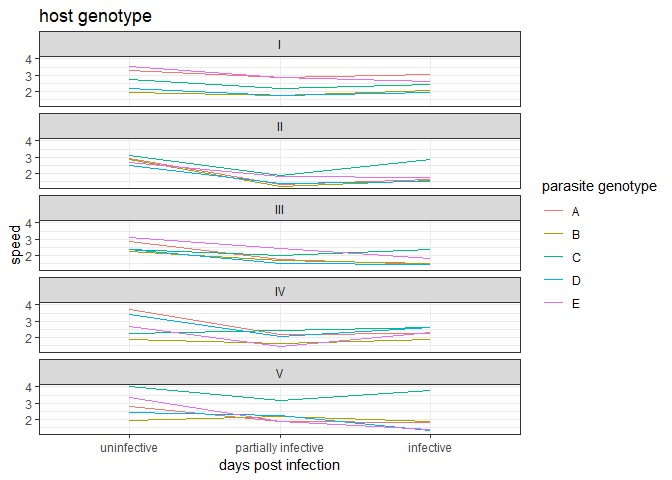 host genotype
I
4
3
2
II
4
3
2
III
4
3
2
IV
4
3
2
V
4
3
2
speed
uninfective partially infective infective
days post infection
parasite genotype
A
B
C
D
E